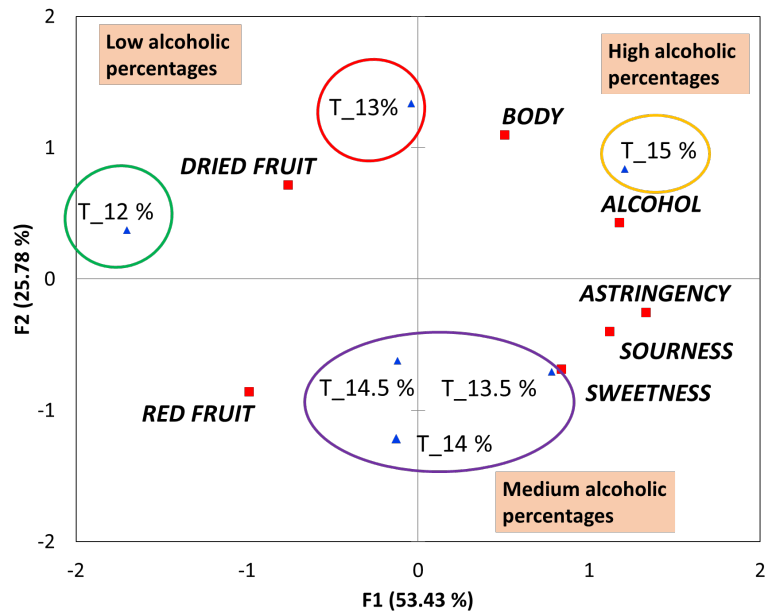 2
Low alcoholic
percentages
High alcoholic
percentages
T_13%
BODY
1
T_15 %
DRIED FRUIT
T_12 %
ALCOHOL
0
ASTRINGENCY
SOURNESS
T_14.5 %
T_13.5 %
SWEETNESS
RED FRUIT
-1
T_14 %
Medium alcoholic
percentages
-2
-2
-1
0
1
2
F2 (25.78 %)
F1 (53.43 %)